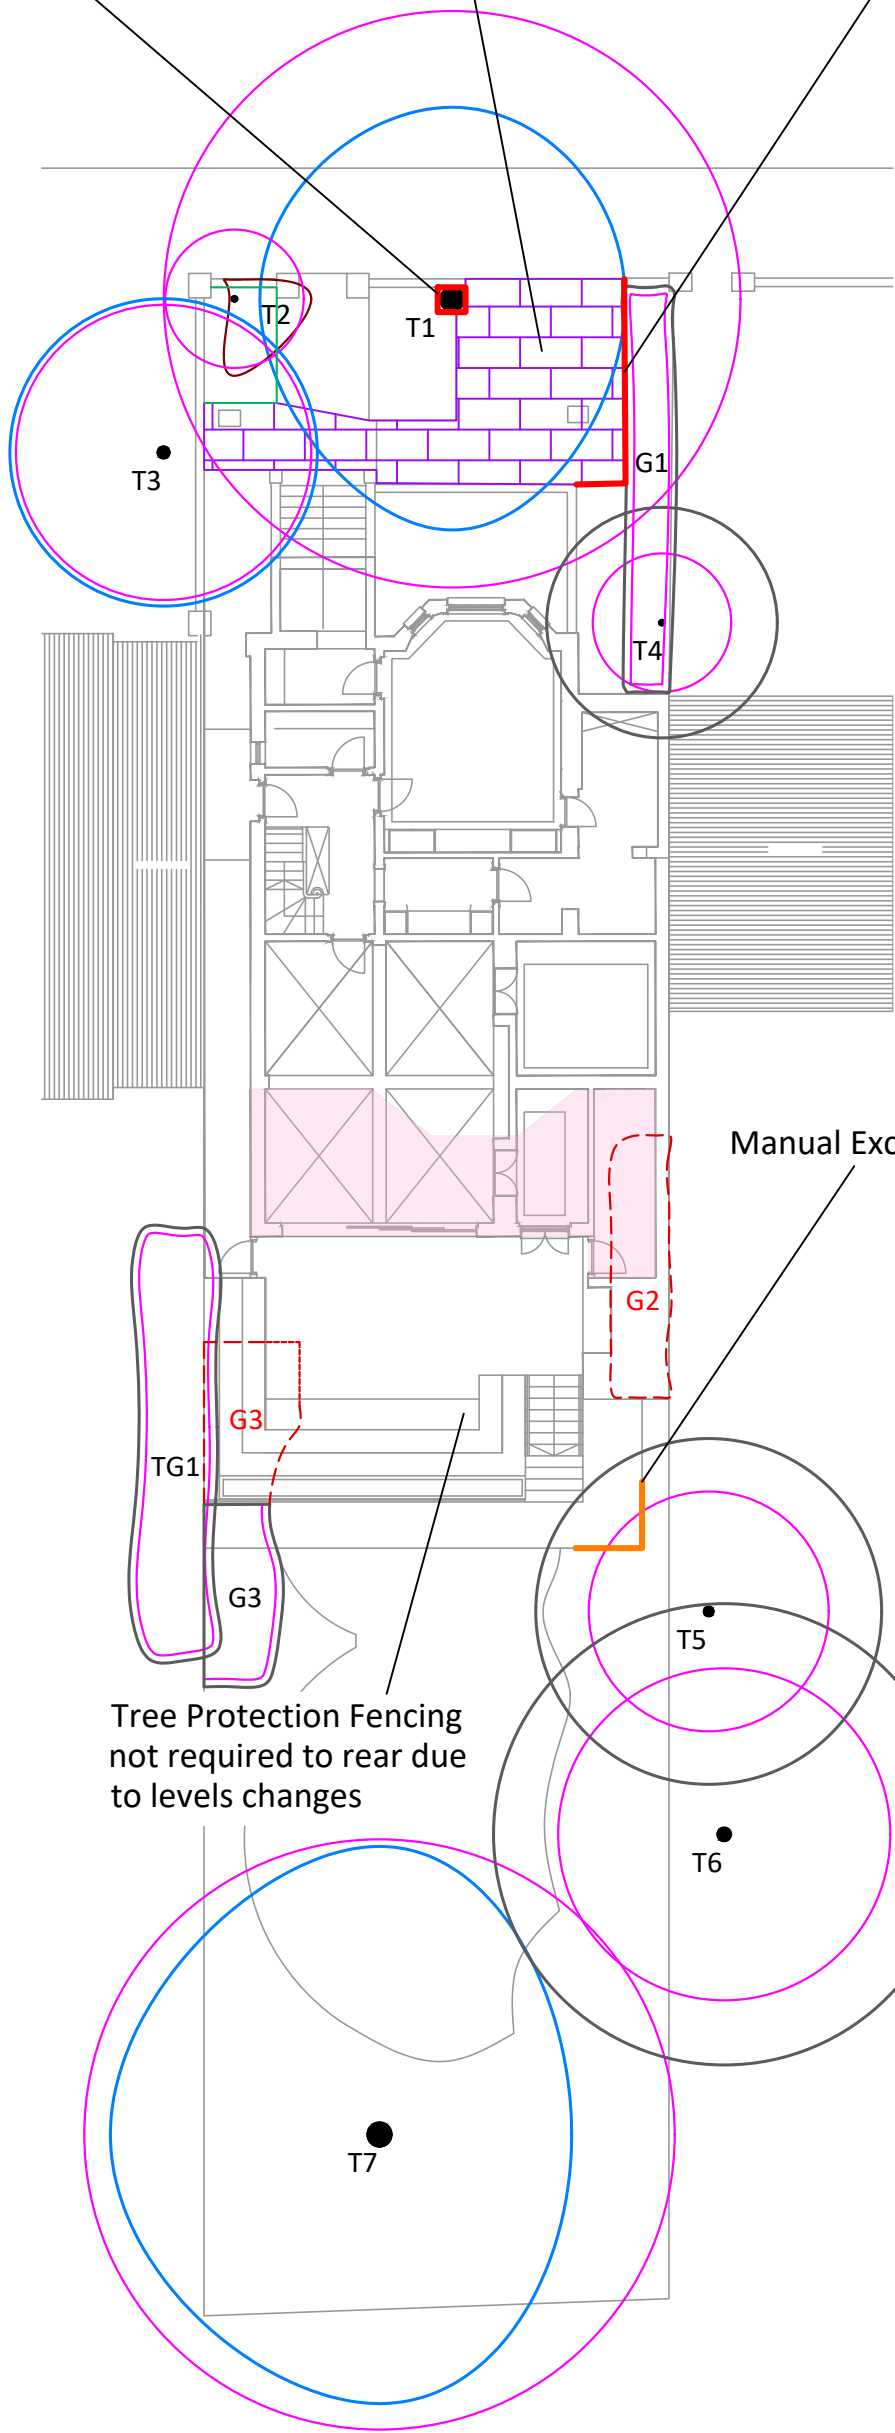 T2
T1
T3
G1
T4
Manual Exc
G2
G3
TG1
G3
T5
Tree Protection Fencing
not required to rear due
to levels changes
T6
T7